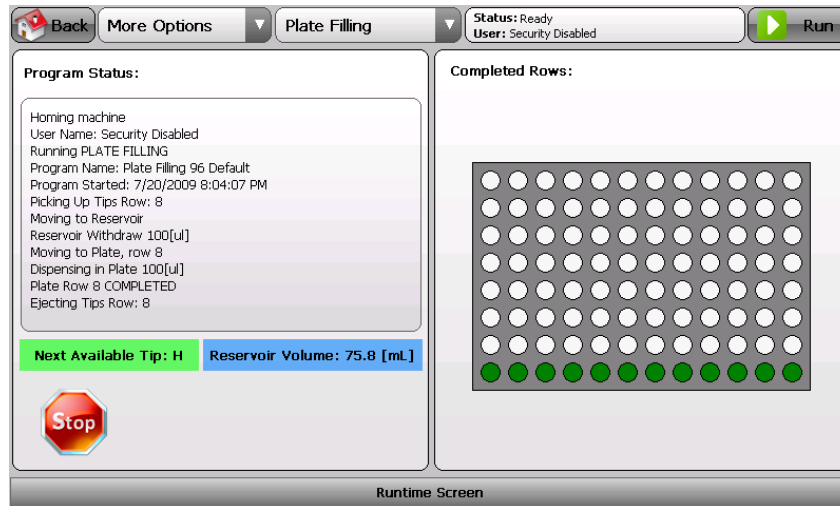 Back
More Options
Plate Filling
Status: Ready
User: Security Disabled
Run
Program Status:
Homing machine
User Name: Security Disabled
Running PLATE FILLING
Program Name: Plate Filing 96 Default
Program Started: 7/20/2009 8:04:07 PM
Picking Up Tips Row: 8
Moving to Reservoir
Reservoir Withdraw 100[ul]
Moving to Plate, row 8
Dispensing in Plate 100[ul]
Plate Row 8 COMPLETED
Ejecting Tips Row: 8
Next Available Tip: H
Reservoir Volume: 75.8 [mL]
Stop
Completed Rows:
Runtime Screen